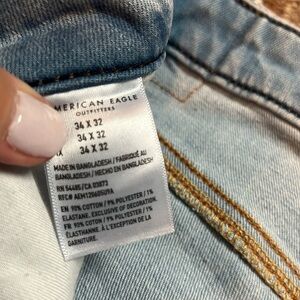 MERICAN EAGLE
OUTFITTERS
34 X 32
34 X 32
34 X 32
MADE IN BANGLADESH / FABRIQUÉ AU
BANGLADESH / HECHO EN BANGLADESH
RN 54485 / CA 03873
EN: 90% COTTON / 9% POLYESTER / 1%
ELASTANE. EXCLUSIVE OF DECORATION.
FR: 90% COTON / 9% POLYESTER / 1%
ÉLASTHANNE. À L'EXCEPTION DE LA
GARNITURE.